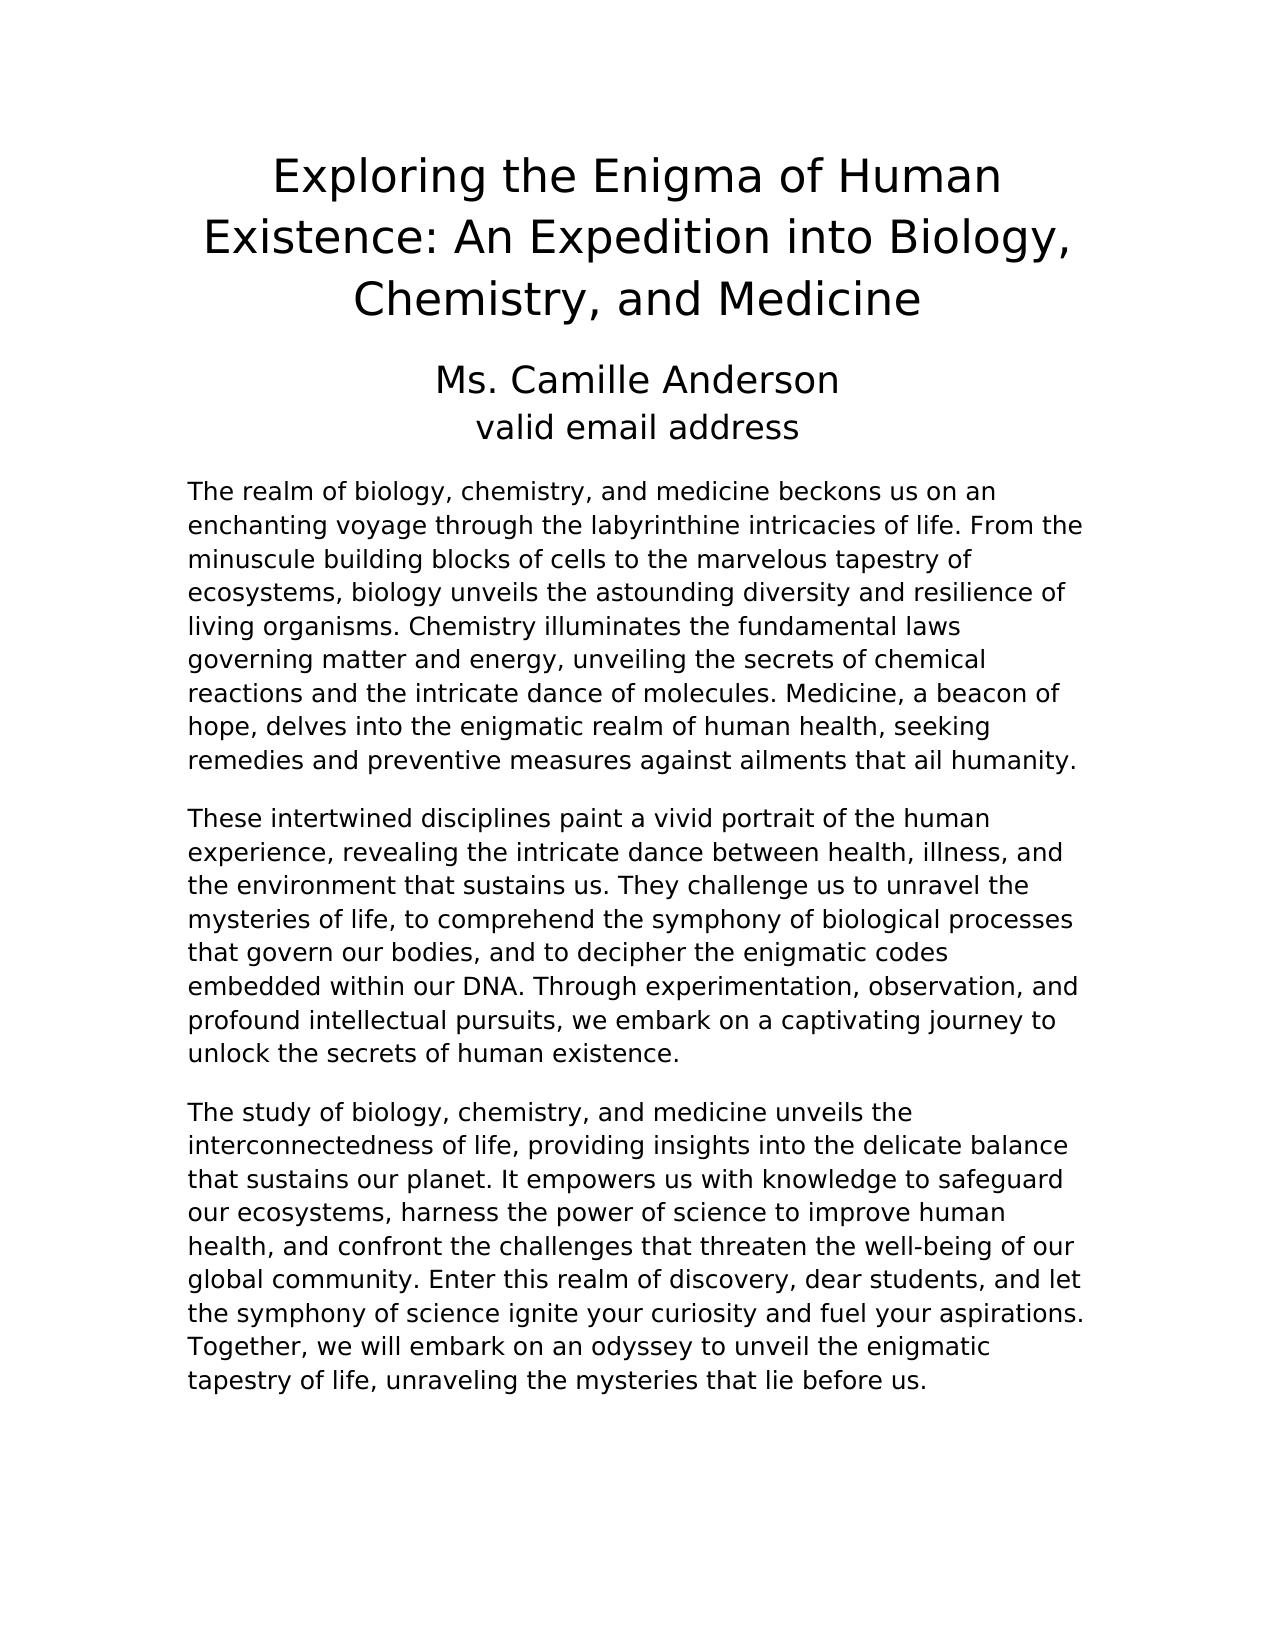 Exploring the Enigma of Human
Existence: An Expedition into Biology,
Chemistry, and Medicine
Ms. Camille Anderson
valid email address
The realm of biology, chemistry, and medicine beckons us on an
enchanting voyage through the labyrinthine intricacies of life. From the
minuscule building blocks of cells to the marvelous tapestry of
ecosystems, biology unveils the astounding diversity and resilience of
living organisms. Chemistry illuminates the fundamental laws
governing matter and energy, unveiling the secrets of chemical
reactions and the intricate dance of molecules. Medicine, a beacon of
hope, delves into the enigmatic realm of human health, seeking
remedies and preventive measures against ailments that ail humanity.
These intertwined disciplines paint a vivid portrait of the human
experience, revealing the intricate dance between health, illness, and
the environment that sustains us. They challenge us to unravel the
mysteries of life, to comprehend the symphony of biological processes
that govern our bodies, and to decipher the enigmatic codes
embedded within our DNA. Through experimentation, observation, and
profound intellectual pursuits, we embark on a captivating journey to
unlock the secrets of human existence.
The study of biology, chemistry, and medicine unveils the
interconnectedness of life, providing insights into the delicate balance
that sustains our planet. It empowers us with knowledge to safeguard
our ecosystems, harness the power of science to improve human
health, and confront the challenges that threaten the well-being of our
global community. Enter this realm of discovery, dear students, and let
the symphony of science ignite your curiosity and fuel your aspirations.
Together, we will embark on an odyssey to unveil the enigmatic
tapestry of life, unraveling the mysteries that lie before us.